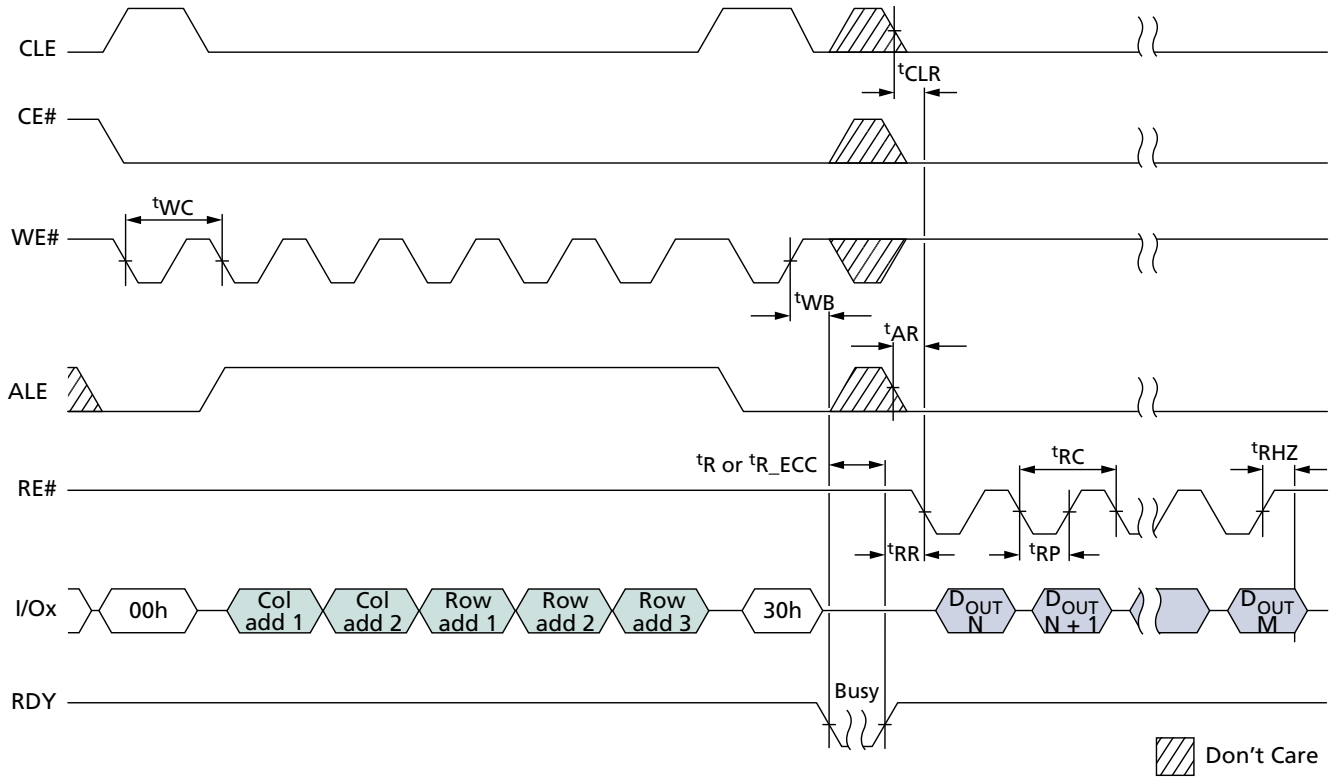 CLE
tCLR
CE#
tWC
WE#
tWB
tAR
ALE
tR or tR_ECC
tRC
tRHZ
RE#
tRR
tRP
I/Ox
00h
Col
add 1
Col
add 2
Row
add 1
Row
add 2
Row
add 3
30h
DOUT
N
DOUT
N + 1
DOUT
M
RDY
Busy
Don't Care